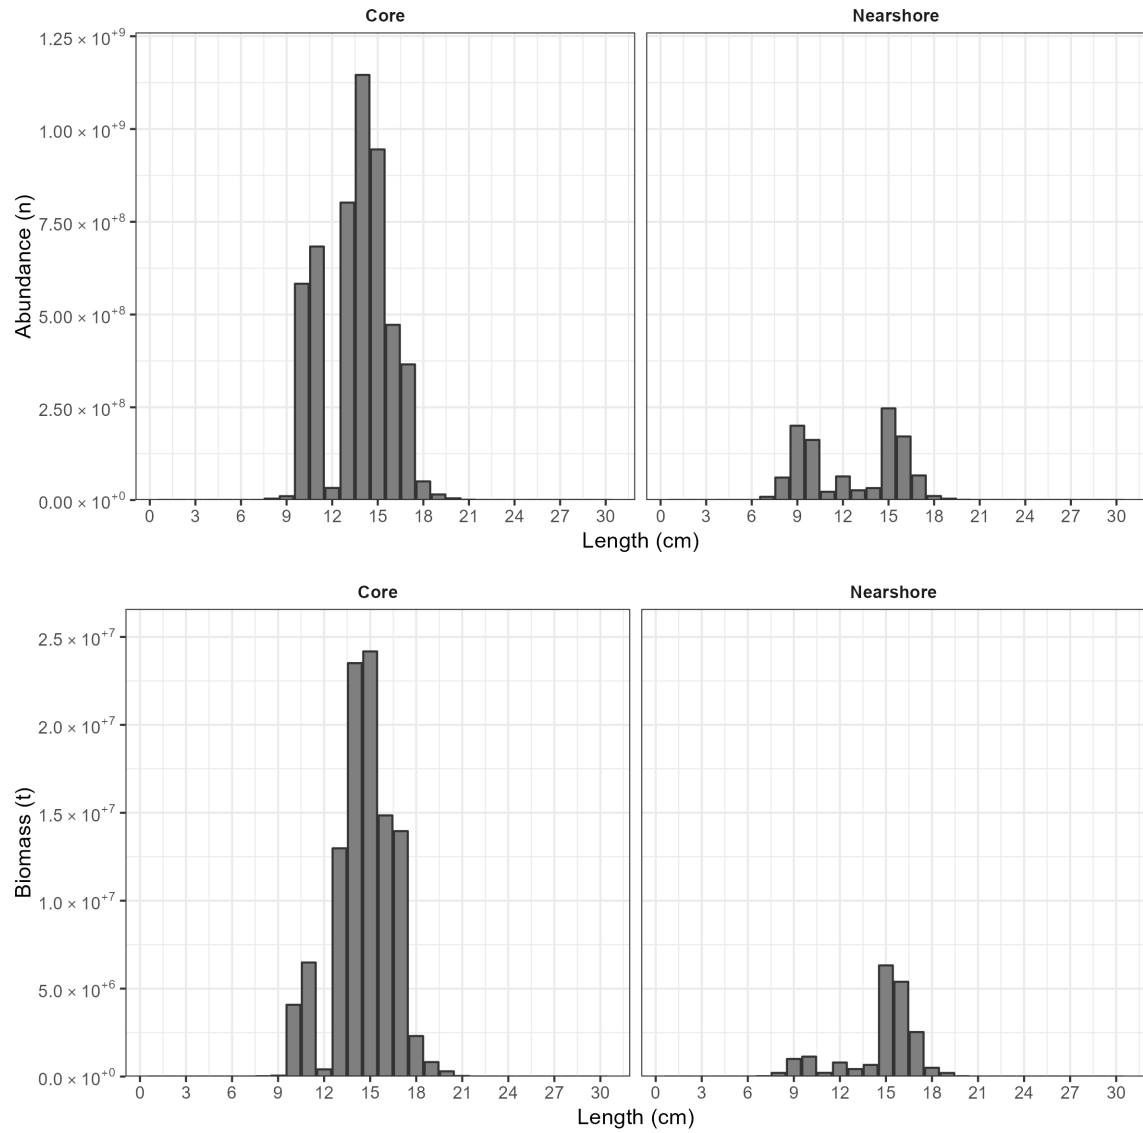 Core Nearshore
Abundance (n)
1.25 × 10⁺⁹
1.00 × 10⁺⁹
7.50 × 10⁺⁸
5.00 × 10⁺⁸
2.50 × 10⁺⁸
0.00 × 10⁺⁰
0 3 6 9 12 15 18 21 24 27 30 0 3 6 9 12 15 18 21 24 27 30
Length (cm)
Core Nearshore
Biomass (t)
2.5 × 10⁺⁷
2.0 × 10⁺⁷
1.5 × 10⁺⁷
1.0 × 10⁺⁷
5.0 × 10⁺⁶
0.0 × 10⁺⁰
0 3 6 9 12 15 18 21 24 27 30 0 3 6 9 12 15 18 21 24 27 30
Length (cm)